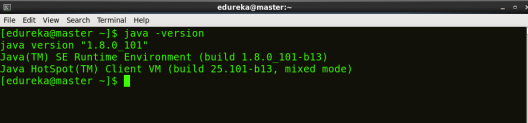 edureka@master:~
File Edit View Search Terminal Help
[edureka@master ~]$ java -version
java version "1.8.0_101"
Java(TM) SE Runtime Environment (build 1.8.0_101-b13)
Java HotSpot(TM) Client VM (build 25.101-b13, mixed mode)
[edureka@master ~]$